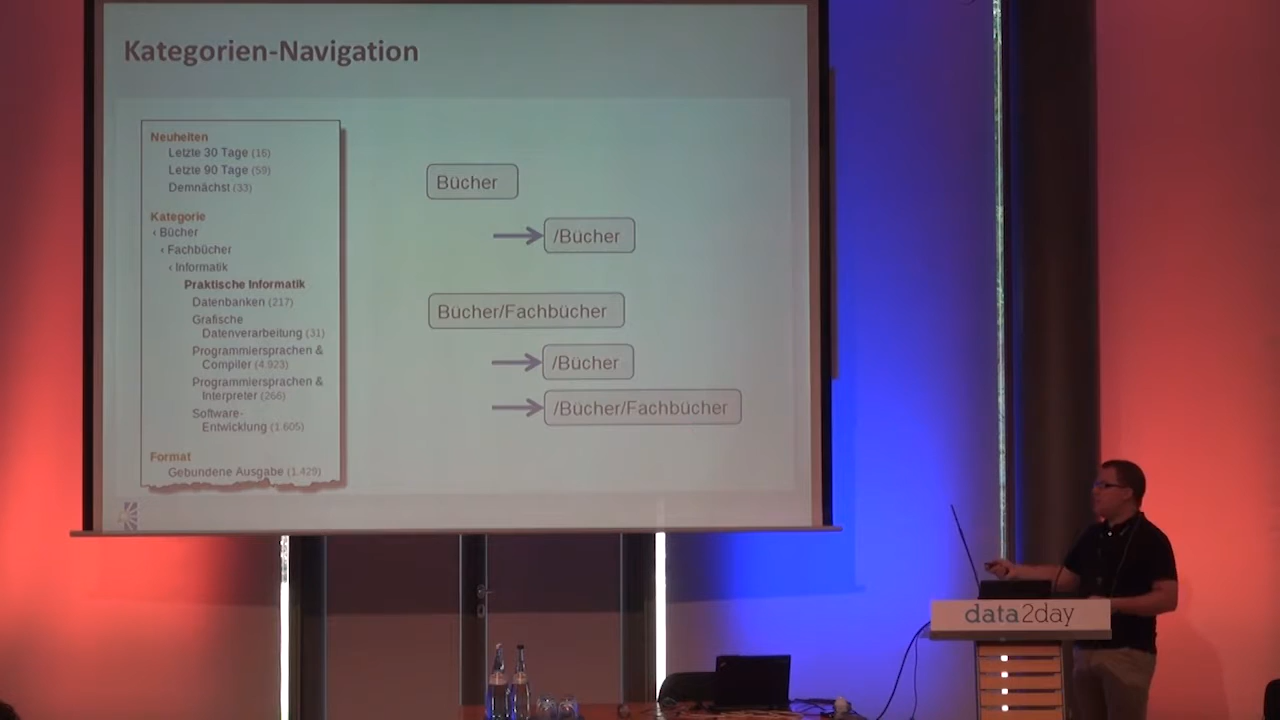 Kategorien-Navigation
Neuheiten
Letzte 30 Tage (16)
Letzte 90 Tage (59)
Demnächst (33)
Kategorie
‹ Bücher
‹ Fachbücher
‹ Informatik
Praktische Informatik
Datenbanken (217)
Grafische
Datenverarbeitung (31)
Programmiersprachen &
Compiler (4.923)
Programmiersprachen &
Interpreter (266)
Software-
Entwicklung (1.605)
Format
Gebundene Ausgabe (1.429)
Bücher
/Bücher
Bücher/Fachbücher
/Bücher
/Bücher/Fachbücher
data2day